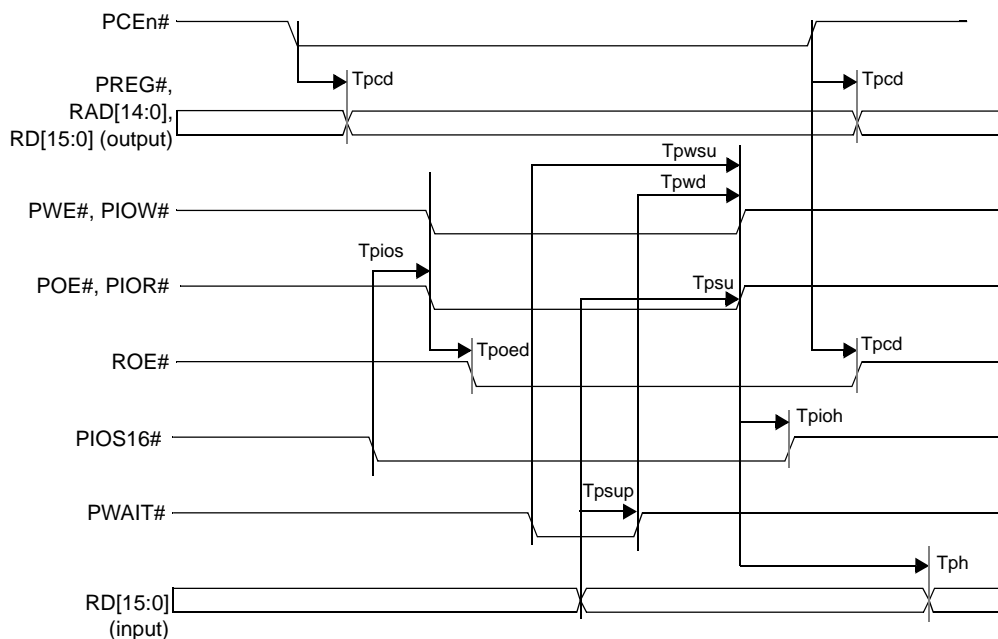 PCEn#
Tpcd
Tpcd
PREG#,
RAD[14:0],
RD[15:0] (output)
Tpwsu
Tpwd
PWE#, PIOW#
Tpios
Tpsu
POE#, PIOR#
Tpoed
Tpcd
ROE#
Tpioh
PIOS16#
Tpsup
PWAIT#
Tph
RD[15:0]
(input)